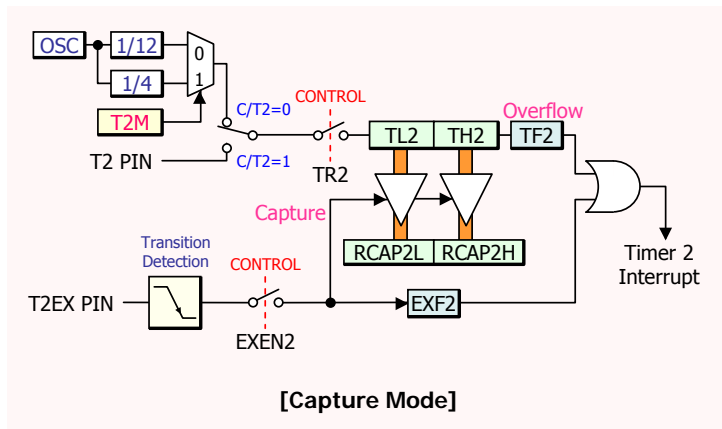 OSC
1/12
0
1/4
1
T2M
C/T2=0
CONTROL
Overflow
TL2
TH2
TF2
T2 PIN
C/T2=1
TR2
Capture
RCAP2L
RCAP2H
Timer 2
Interrupt
Transition
Detection
CONTROL
T2EX PIN
EXF2
EXEN2
[Capture Mode]